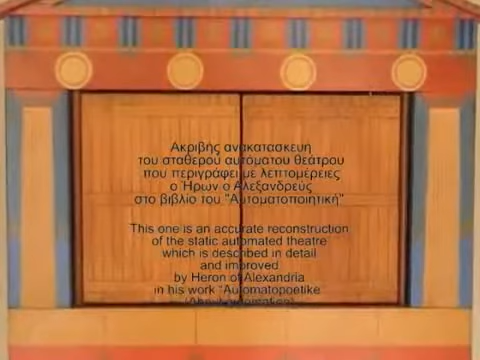 Ακριβής ανακατασκευή
του σταθερού αυτόματου θεάτρου
που περιγράφει με λεπτομέρειες
ο Ήρων ο Αλεξανδρεύς
στο βιβλίο του "Αυτοματοποιητική"
This one is an accurate reconstruction
of the static automated theatre
which is described in detail
and improved
by Heron of Alexandria
in his work "Automatopoetike
(About automation)